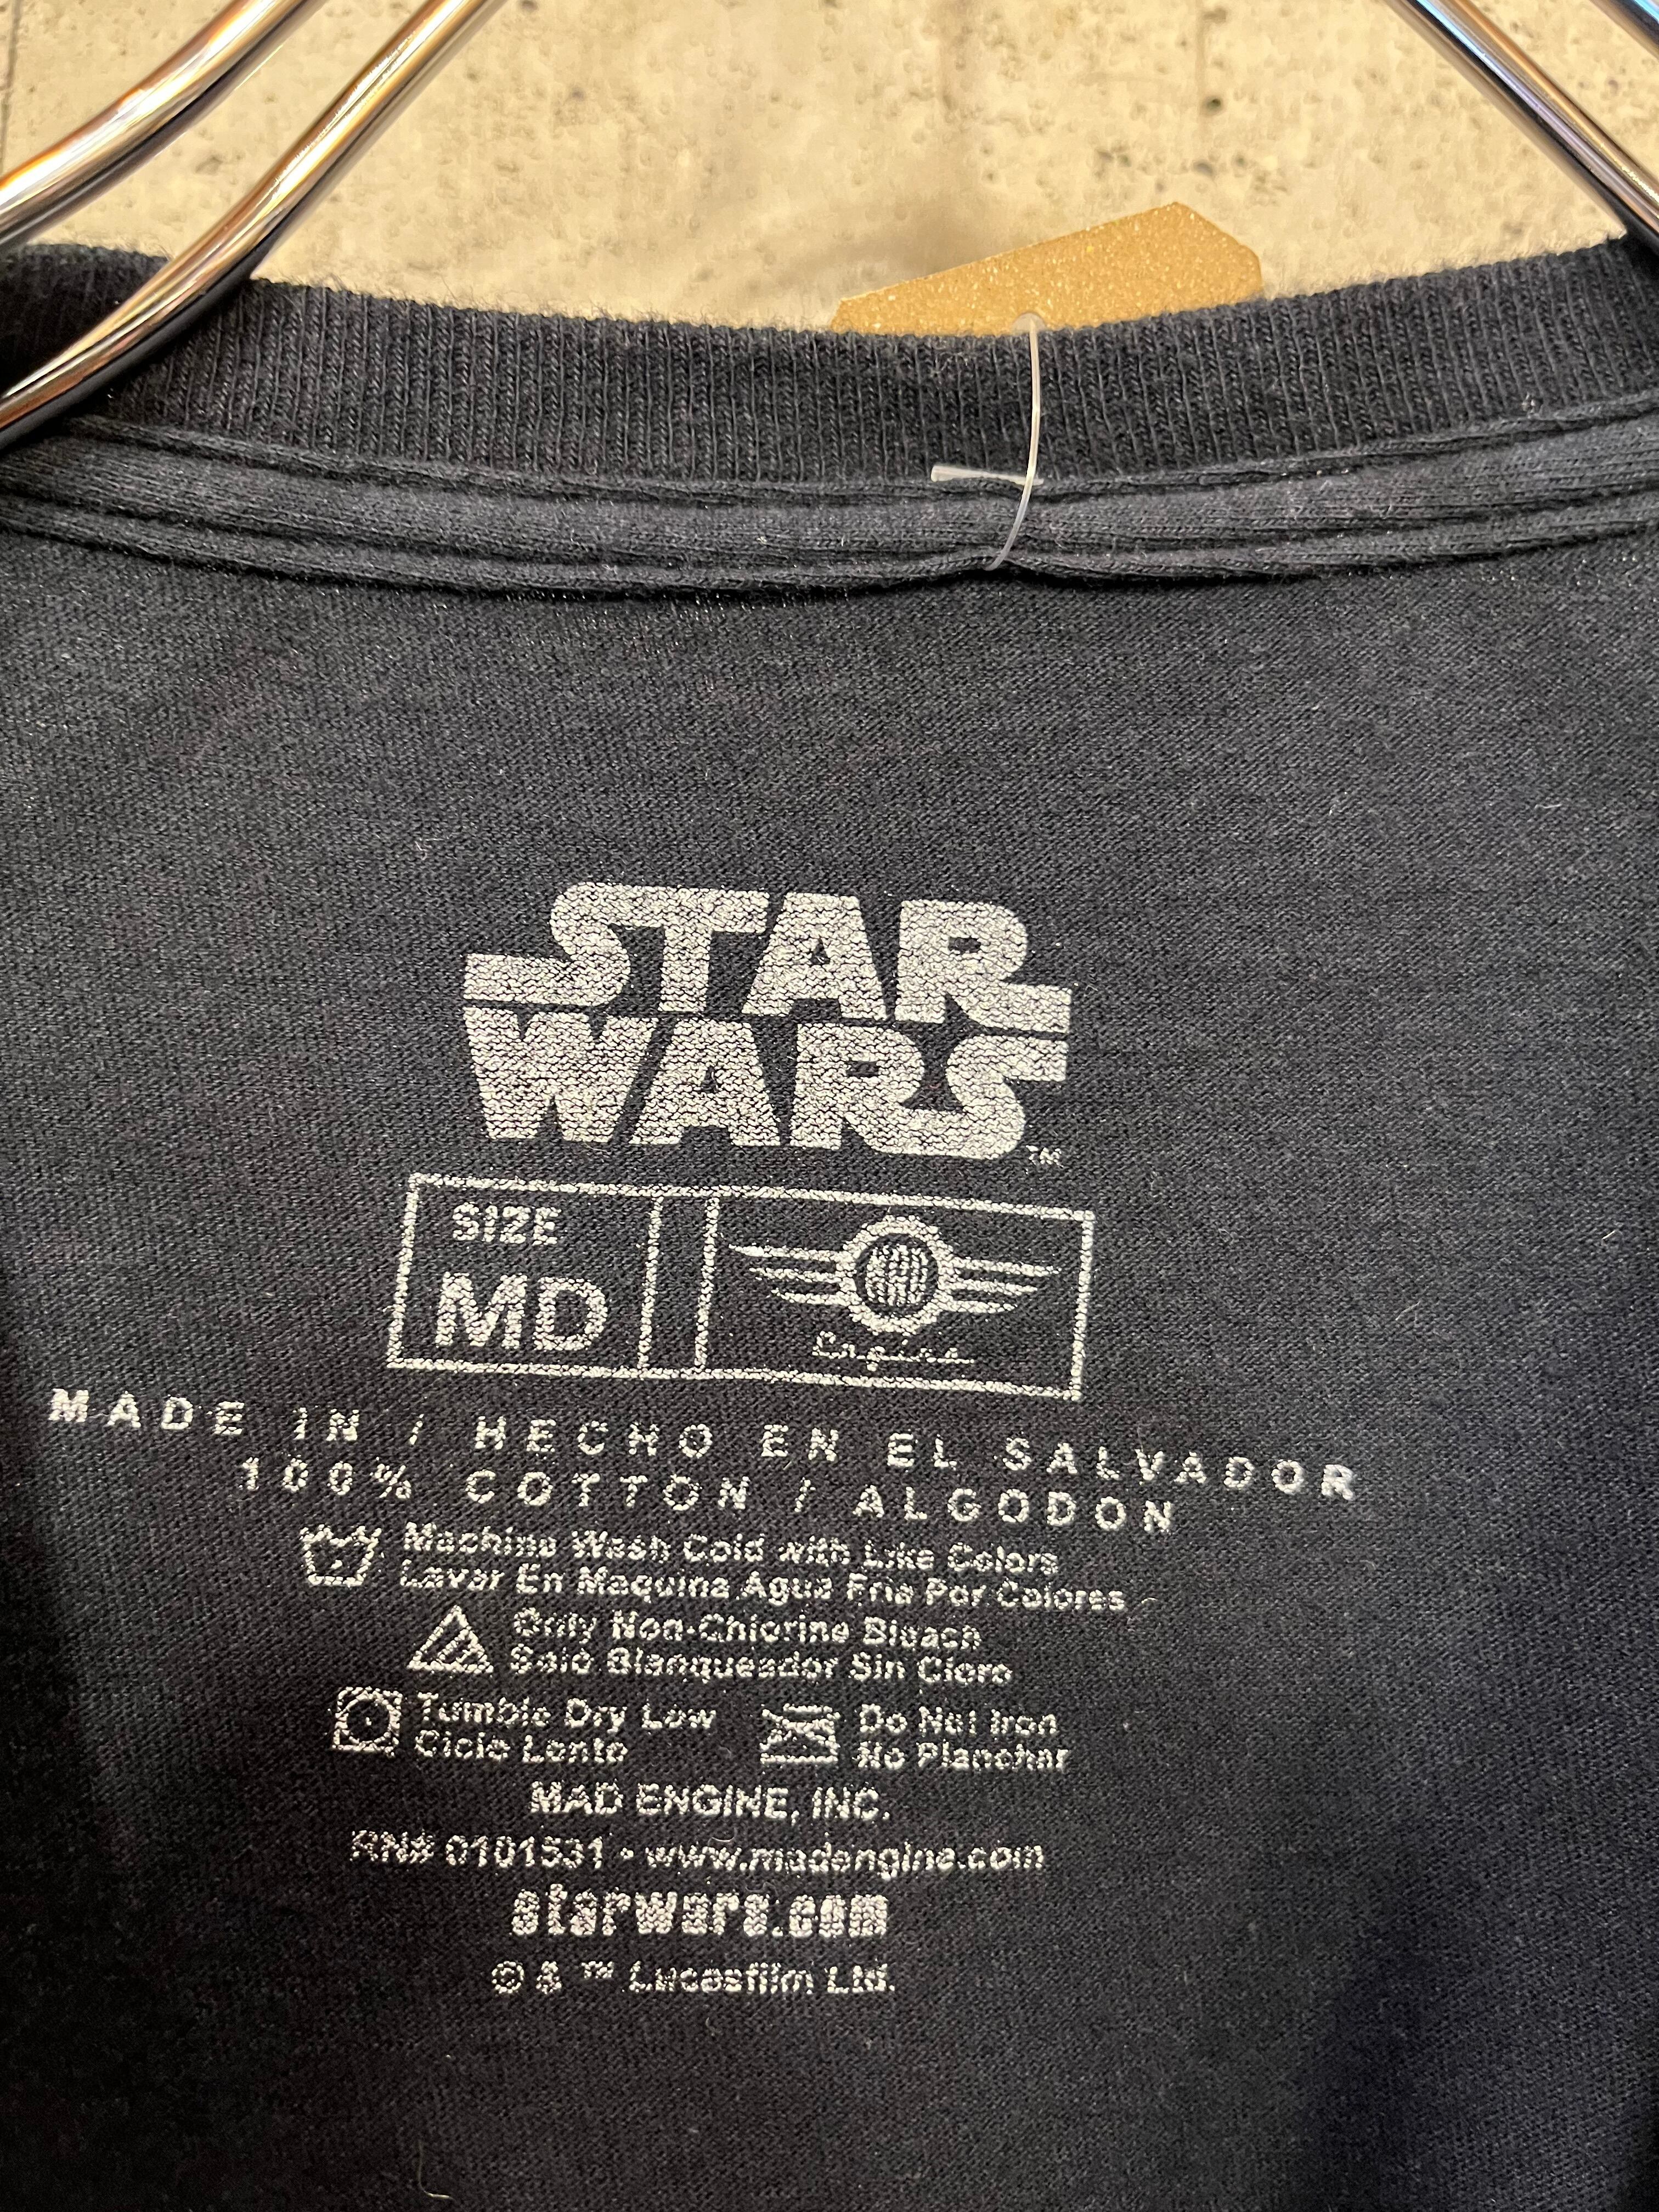 STAR
WARS
TM
SIZE
MD
MAD
Engine
MADE IN / HECHO EN EL SALVADOR
100% COTTON / ALGODON
Machine Wash Cold with Like Colors
Lavar En Maquina Agua Fria Por Colores
Only Non-Chlorine Bleach
Solo Blanqueador Sin Cloro
Tumble Dry Low
Ciclo Lento
Do Not Iron
No Planchar
MAD ENGINE, INC.
RN# 0101531 • www.madengine.com
starwars.com
© & ™ Lucasfilm Ltd.